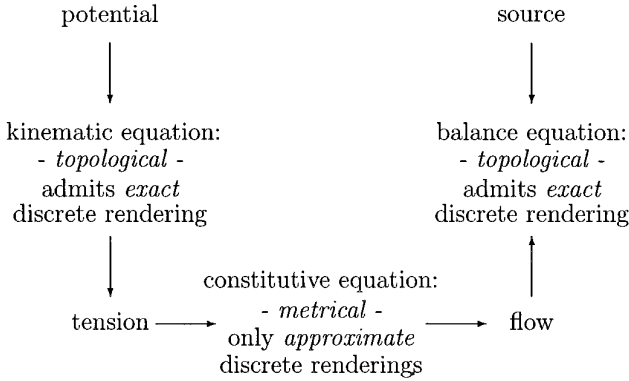 potential
source
kinematic equation:
- topological -
admits exact
discrete rendering
balance equation:
- topological -
admits exact
discrete rendering
constitutive equation:
- metrical -
only approximate
discrete renderings
tension
flow